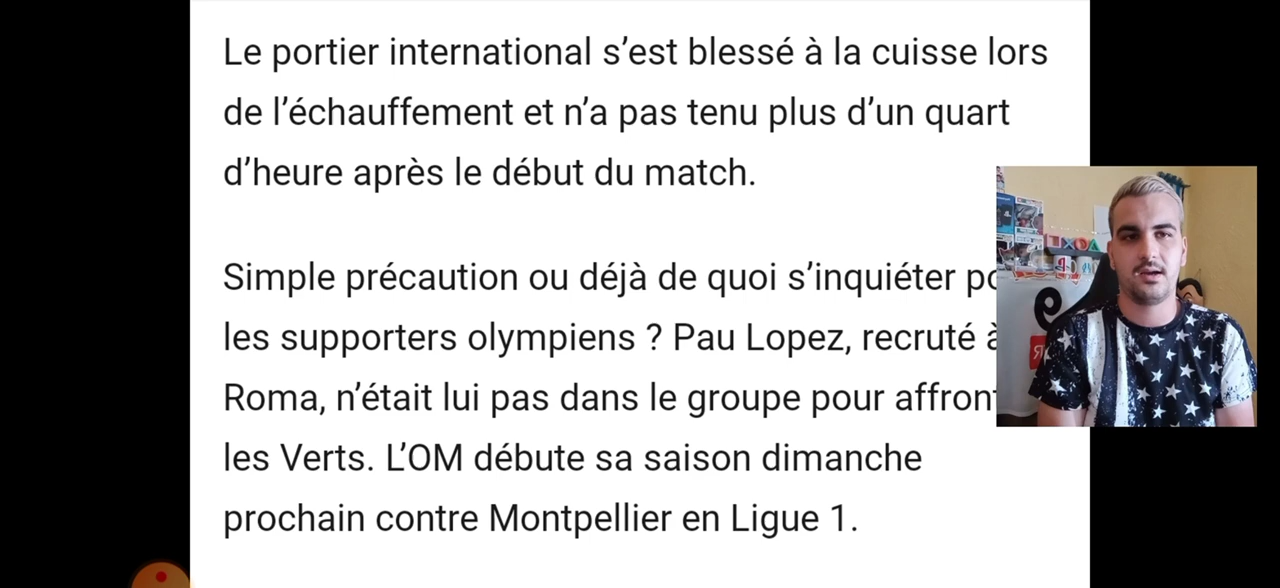 Le portier international s’est blessé à la cuisse lors
de l’échauffement et n’a pas tenu plus d’un quart
d’heure après le début du match.
Simple précaution ou déjà de quoi s’inquiéter
les supporters olympiens ? Pau Lopez, recruté à
Roma, n’était lui pas dans le groupe pour
les Verts. L’OM débute sa saison dimanche
prochain contre Montpellier en Ligue 1.